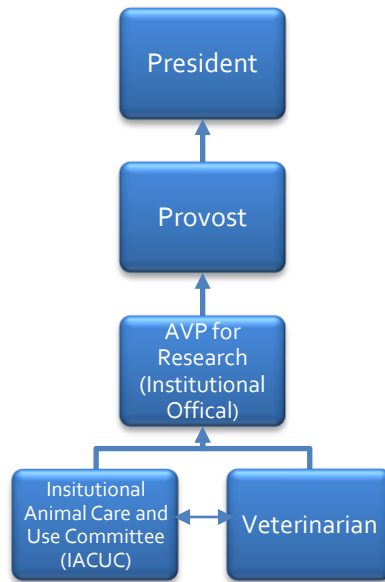 President
Provost
AVP for
Research
(Institutional
Offical)
Insitutional
Animal Care and
Use Committee
(IACUC)
Veterinarian